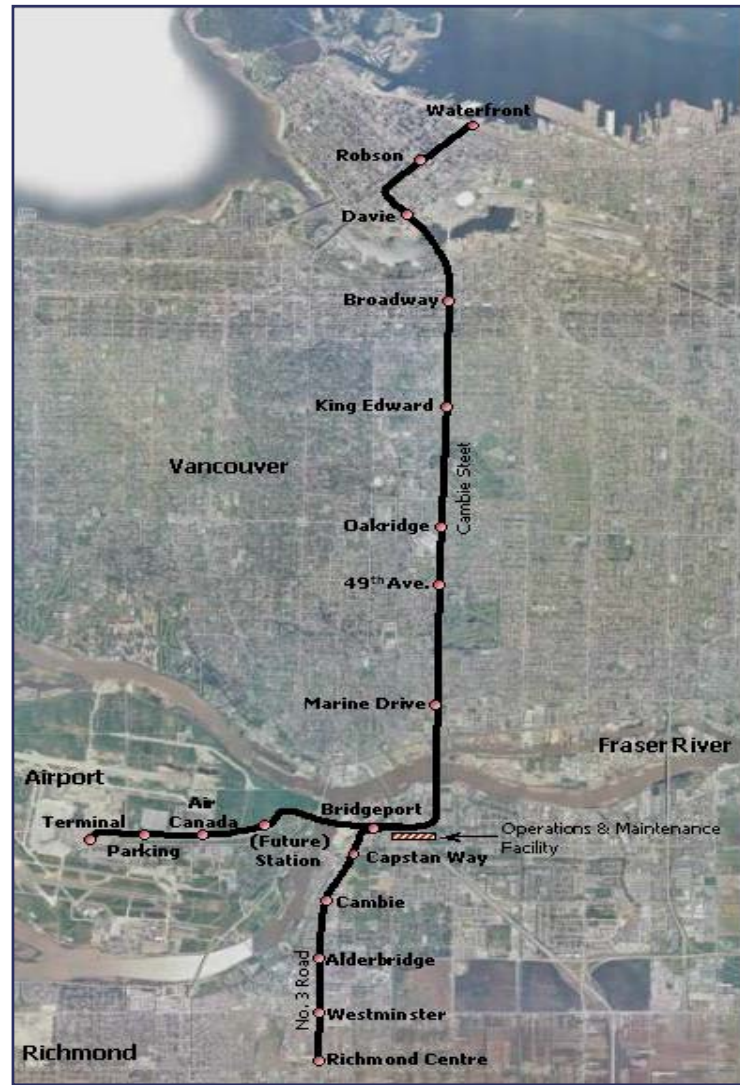 Waterfront
Robson
Davie
Broadway
King Edward
Vancouver
Cambie Steet
Oakridge
49th Ave.
Marine Drive
Fraser River
Airport
Air
Canada
Bridgeport
Terminal
Parking
(Future)
Station
Operations & Maintenance
Facility
Capstan Way
Cambie
No. 3 Road
Alderbridge
Westminster
Richmond
Richmond Centre